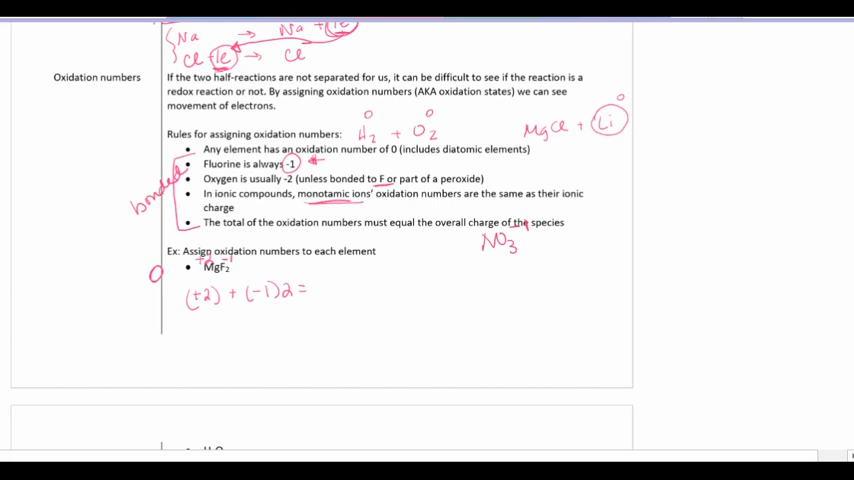 Na → Na + 1e
Cl + 1e → Cl
Oxidation numbers
If the two half-reactions are not separated for us, it can be difficult to see if the reaction is a
redox reaction or not. By assigning oxidation numbers (AKA oxidation states) we can see
movement of electrons.
0 0 0
Rules for assigning oxidation numbers: H2 + O2 MgCl + Li
• Any element has an oxidation number of 0 (includes diatomic elements)
• Fluorine is always -1
• Oxygen is usually -2 (unless bonded to F or part of a peroxide)
• In ionic compounds, monotamic ions' oxidation numbers are the same as their ionic
charge
• The total of the oxidation numbers must equal the overall charge of the species
bonded
NO3
Ex: Assign oxidation numbers to each element
+2 -1
0 • MgF2
(+2) + (-1)2 =